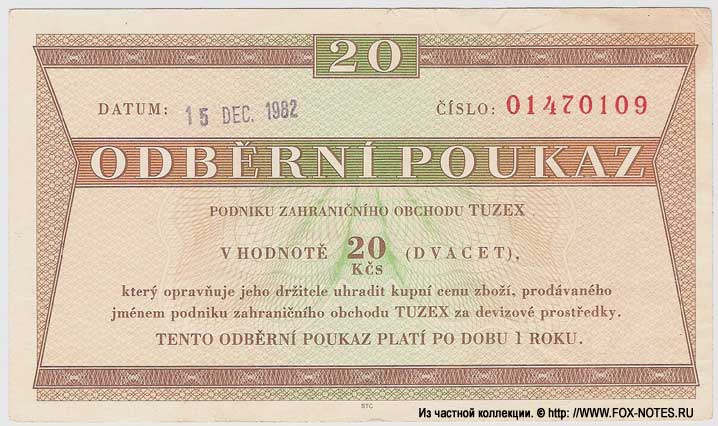 20
DATUM: 15 DEC. 1982 ČÍSLO: 01470109
ODBĚRNÍ POUKAZ
PODNIKU ZAHRANIČNÍHO OBCHODU TUZEX
V HODNOTĚ 20 KČS (DVACET),
který opravňuje jeho držitele uhradit kupní cenu zboží, prodávaného
jménem podniku zahraničního obchodu TUZEX za devizové prostředky.
TENTO ODBĚRNÍ POUKAZ PLATÍ PO DOBU 1 ROKU.
STC
Из частной коллекции. © http: //WWW.FOX-NOTES.RU